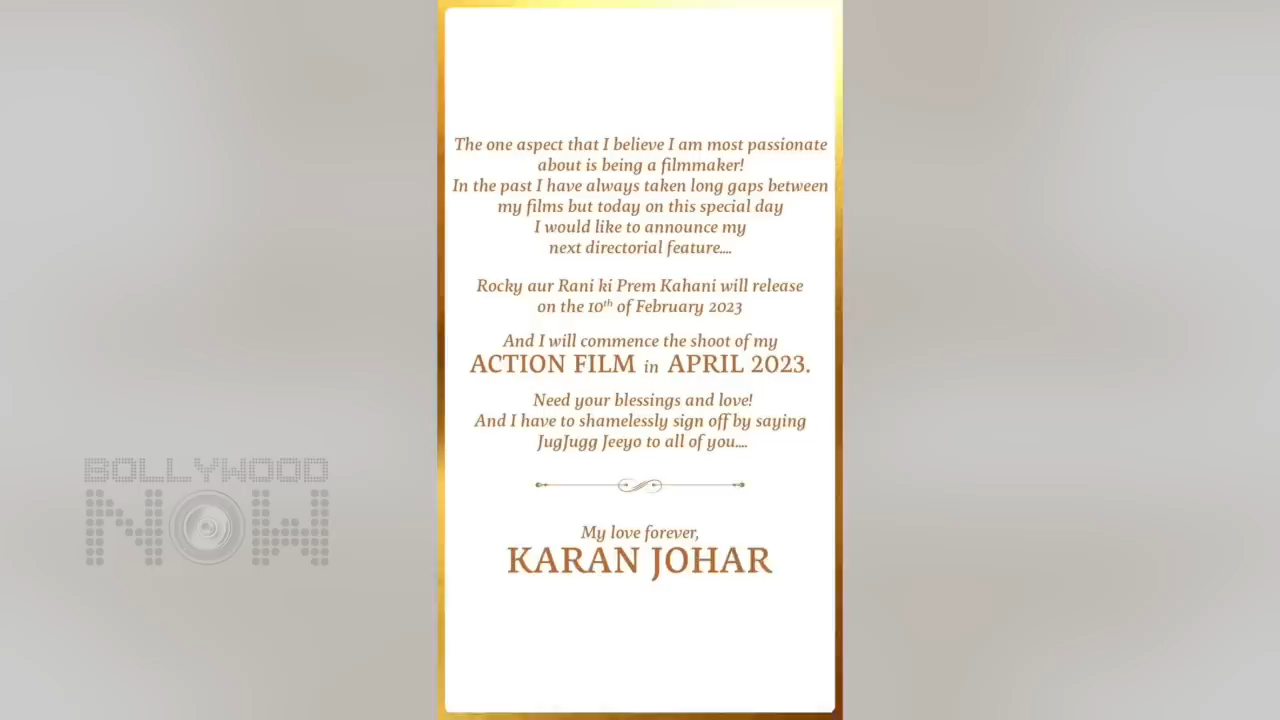 The one aspect that I believe I am most passionate
about is being a filmmaker!
In the past I have always taken long gaps between
my films but today on this special day
I would like to announce my
next directorial feature....
Rocky aur Rani ki Prem Kahani will release
on the 10th of February 2023
And I will commence the shoot of my
ACTION FILM in APRIL 2023.
Need your blessings and love!
And I have to shamelessly sign off by saying
JugJugg Jeeyo to all of you....
My love forever,
KARAN JOHAR
BOLLYWOOD
NOW